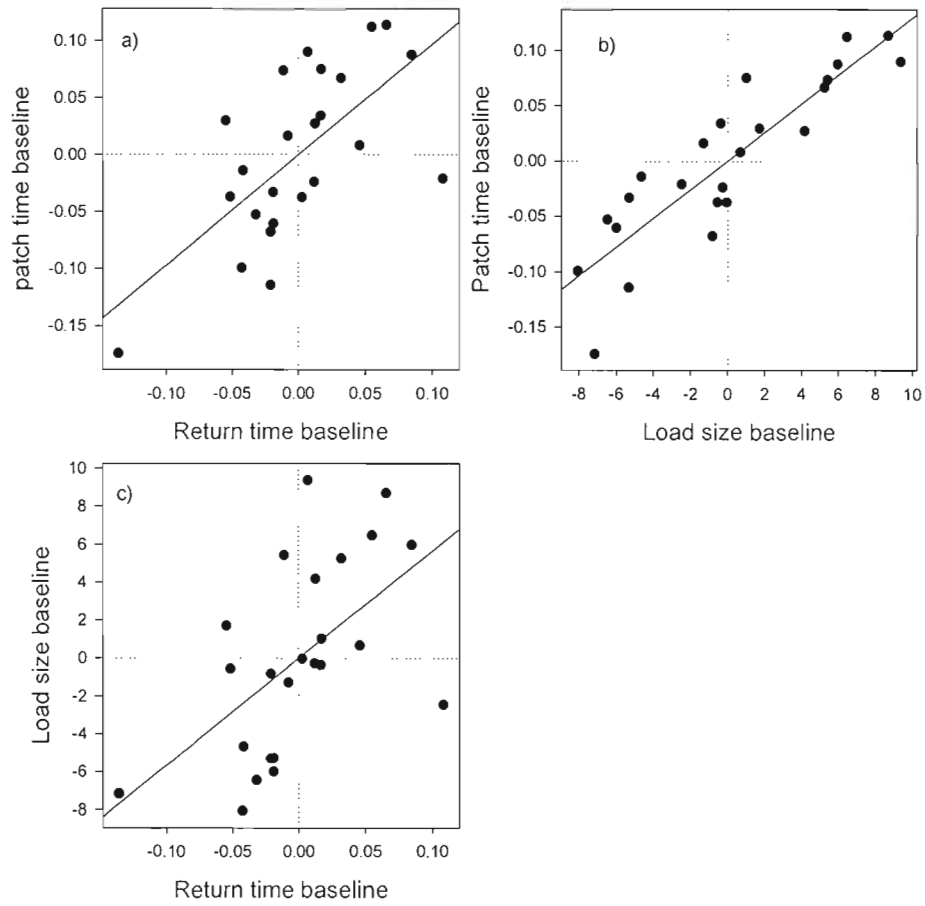 a)
0.10
0.05
0.00
-0.05
-0.10
-0.15
patch time baseline
-0.10 -0.05 0.00 0.05 0.10
Return time baseline
b)
0.10
0.05
0.00
-0.05
-0.10
-0.15
Patch time baseline
-8 -6 -4 -2 0 2 4 6 8 10
Load size baseline
c)
10
8
6
4
2
0
-2
-4
-6
-8
Load size baseline
-0.10 -0.05 0.00 0.05 0.10
Return time baseline